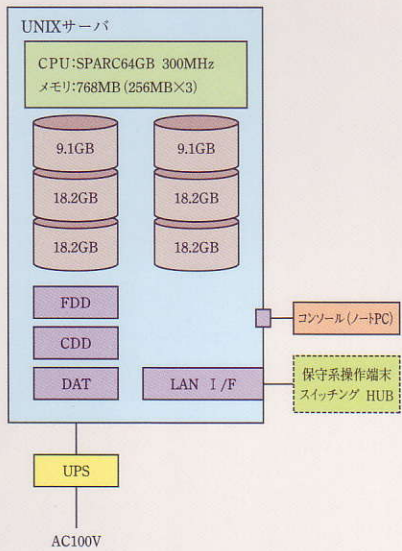 UNIXサーバ
CPU:SPARC64GB 300MHz
メモリ:768MB(256MB×3)
9.1GB
9.1GB
18.2GB
18.2GB
18.2GB
18.2GB
FDD
コンソール(ノートPC)
CDD
保守系操作端末
スイッチング HUB
DAT
LAN I/F
UPS
AC100V